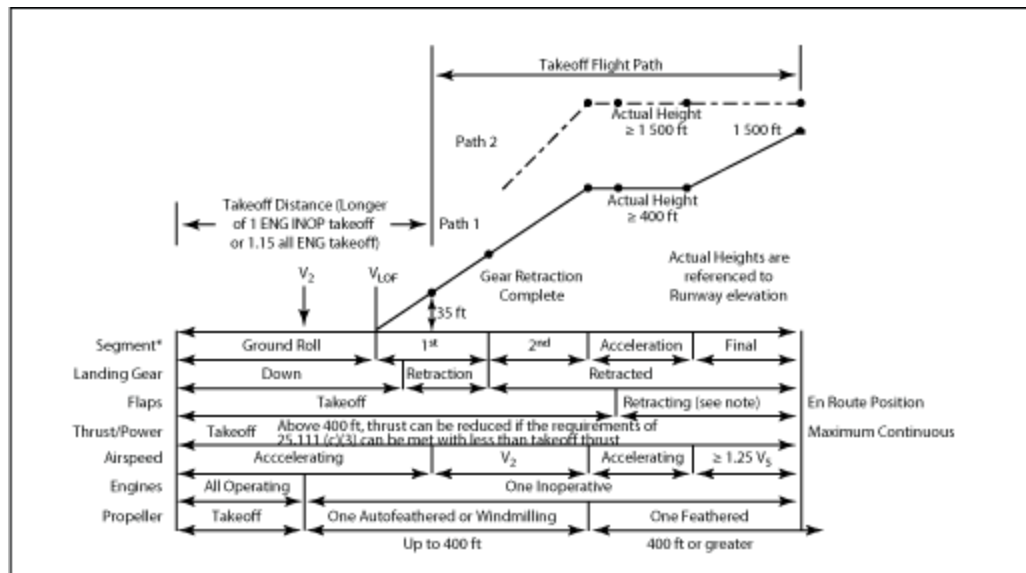 Takeoff Flight Path
Actual Height
≥ 1 500 ft
1 500 ft
Path 2
Takeoff Distance (Longer
of 1 ENG INOP takeoff
or 1.15 all ENG takeoff)
Path 1
Actual Height
≥ 400 ft
V2
VLOF
Gear Retraction
Complete
Actual Heights are
referenced to
Runway elevation
35 ft
Segment* Ground Roll 1st 2nd Acceleration Final
Landing Gear Down Retraction Retracted
Flaps Takeoff Retracting (see note) En Route Position
Thrust/Power Takeoff Above 400 ft, thrust can be reduced if the requirements of
25.111 (c)(3) can be met with less than takeoff thrust Maximum Continuous
Airspeed Acccelerating V2 Accelerating ≥ 1.25 VS
Engines All Operating One Inoperative
Propeller Takeoff One Autofeathered or Windmilling One Feathered
Up to 400 ft 400 ft or greater